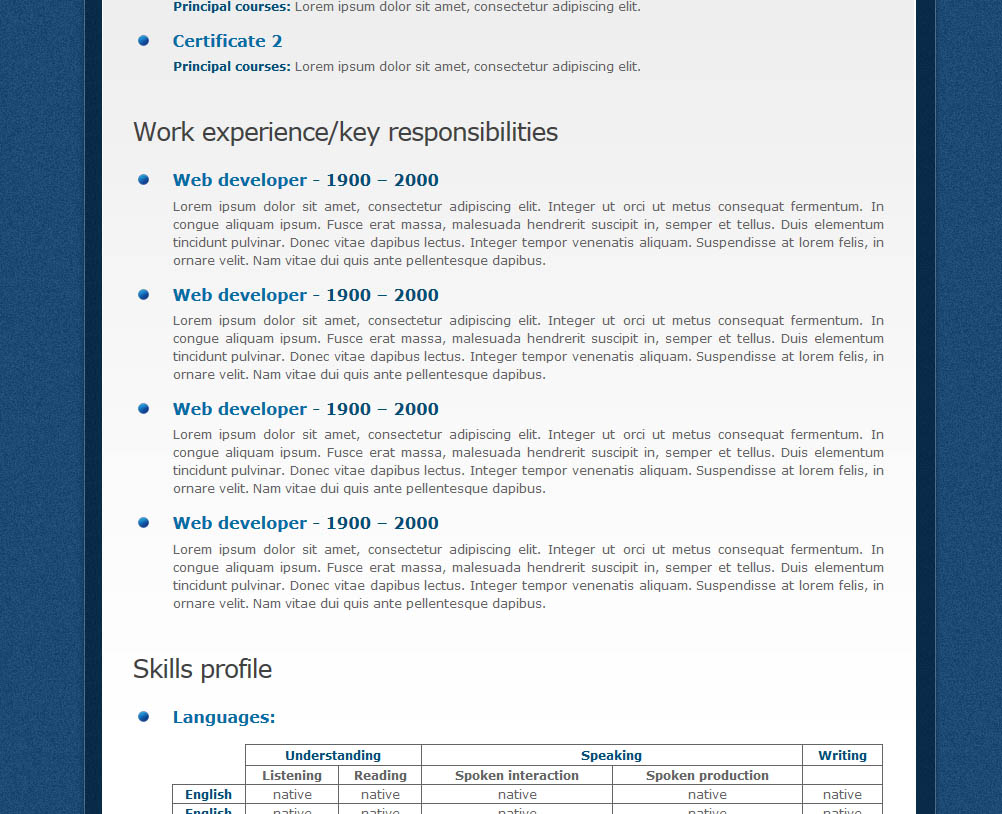 Principal courses: Lorem ipsum dolor sit amet, consectetur adipiscing elit.
Certificate 2
Principal courses: Lorem ipsum dolor sit amet, consectetur adipiscing elit.
Work experience/key responsibilities
Web developer - 1900 – 2000
Lorem ipsum dolor sit amet, consectetur adipiscing elit. Integer ut orci ut metus consequat fermentum. In
congue aliquam ipsum. Fusce erat massa, malesuada hendrerit suscipit in, semper et tellus. Duis elementum
tincidunt pulvinar. Donec vitae dapibus lectus. Integer tempor venenatis aliquam. Suspendisse at lorem felis, in
ornare velit. Nam vitae dui quis ante pellentesque dapibus.
Web developer - 1900 – 2000
Lorem ipsum dolor sit amet, consectetur adipiscing elit. Integer ut orci ut metus consequat fermentum. In
congue aliquam ipsum. Fusce erat massa, malesuada hendrerit suscipit in, semper et tellus. Duis elementum
tincidunt pulvinar. Donec vitae dapibus lectus. Integer tempor venenatis aliquam. Suspendisse at lorem felis, in
ornare velit. Nam vitae dui quis ante pellentesque dapibus.
Web developer - 1900 – 2000
Lorem ipsum dolor sit amet, consectetur adipiscing elit. Integer ut orci ut metus consequat fermentum. In
congue aliquam ipsum. Fusce erat massa, malesuada hendrerit suscipit in, semper et tellus. Duis elementum
tincidunt pulvinar. Donec vitae dapibus lectus. Integer tempor venenatis aliquam. Suspendisse at lorem felis, in
ornare velit. Nam vitae dui quis ante pellentesque dapibus.
Web developer - 1900 – 2000
Lorem ipsum dolor sit amet, consectetur adipiscing elit. Integer ut orci ut metus consequat fermentum. In
congue aliquam ipsum. Fusce erat massa, malesuada hendrerit suscipit in, semper et tellus. Duis elementum
tincidunt pulvinar. Donec vitae dapibus lectus. Integer tempor venenatis aliquam. Suspendisse at lorem felis, in
ornare velit. Nam vitae dui quis ante pellentesque dapibus.
Skills profile
Languages:
Understanding Speaking Writing
Listening Reading Spoken interaction Spoken production
English native native native native native
English native native native native native